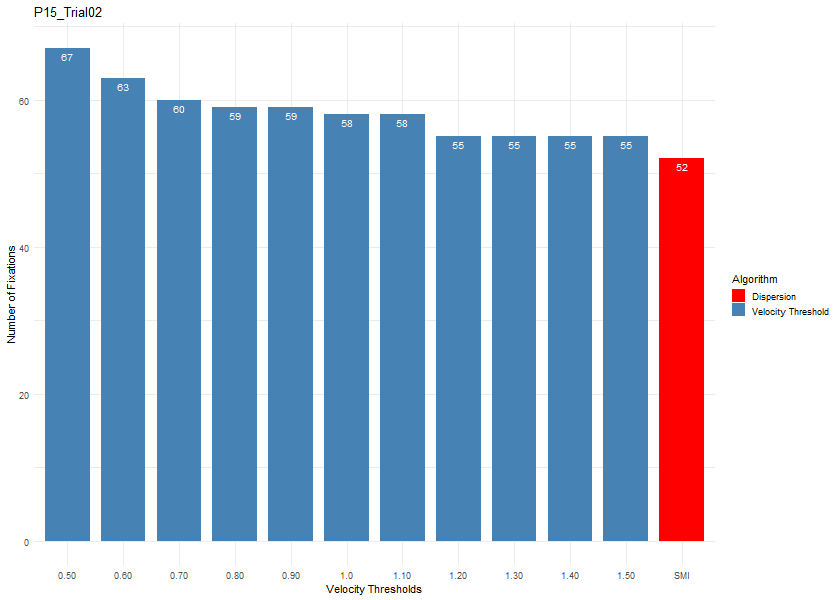 P15_Trial02
67
63
60
59
59
58
58
55
55
55
55
52
60
40
20
0
Number of Fixations
0.50 0.60 0.70 0.80 0.90 1.0 1.10 1.20 1.30 1.40 1.50 SMI
Velocity Thresholds
Algorithm
Dispersion
Velocity Threshold